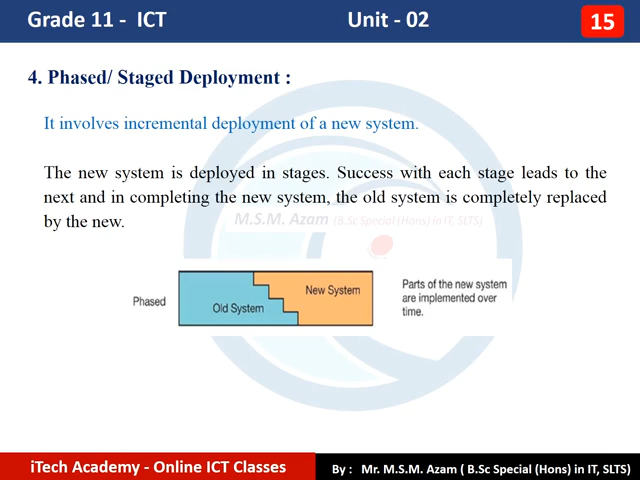 Grade 11 - ICT
Unit - 02
15
4. Phased/ Staged Deployment :
It involves incremental deployment of a new system.
The new system is deployed in stages. Success with each stage leads to the
next and in completing the new system, the old system is completely replaced
by the new.
M.S.M. Azam (B.Sc Special (Hons) in IT, SLTS)
Phased
Old System
New System
Parts of the new system
are implemented over
time.
iTech Academy - Online ICT Classes
By : Mr. M.S.M. Azam ( B.Sc Special (Hons) in IT, SLTS)